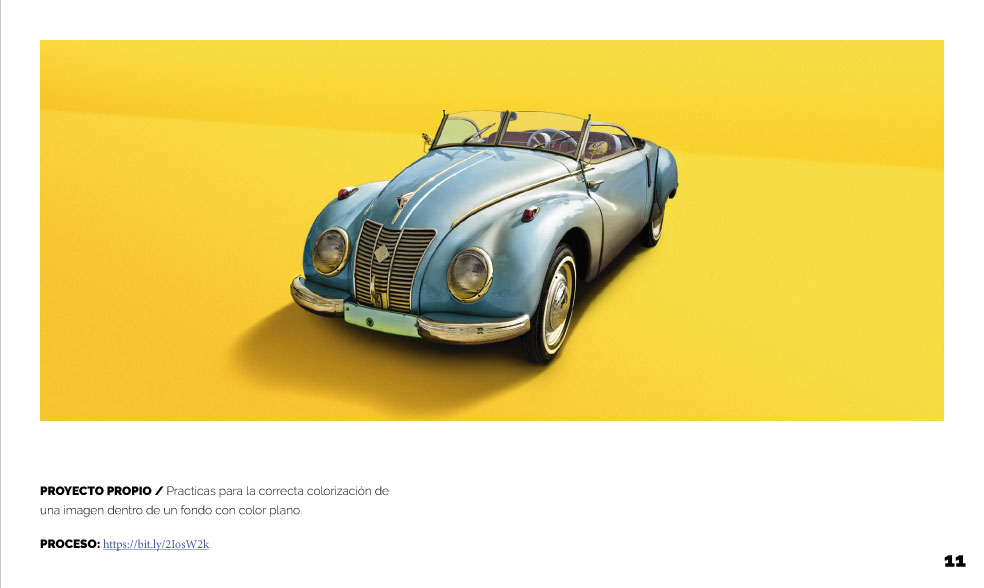 PROYECTO PROPIO / Practicas para la correcta colorización de
una imagen dentro de un fondo con color plano.
PROCESO: https://bit.ly/2IosW2k
11